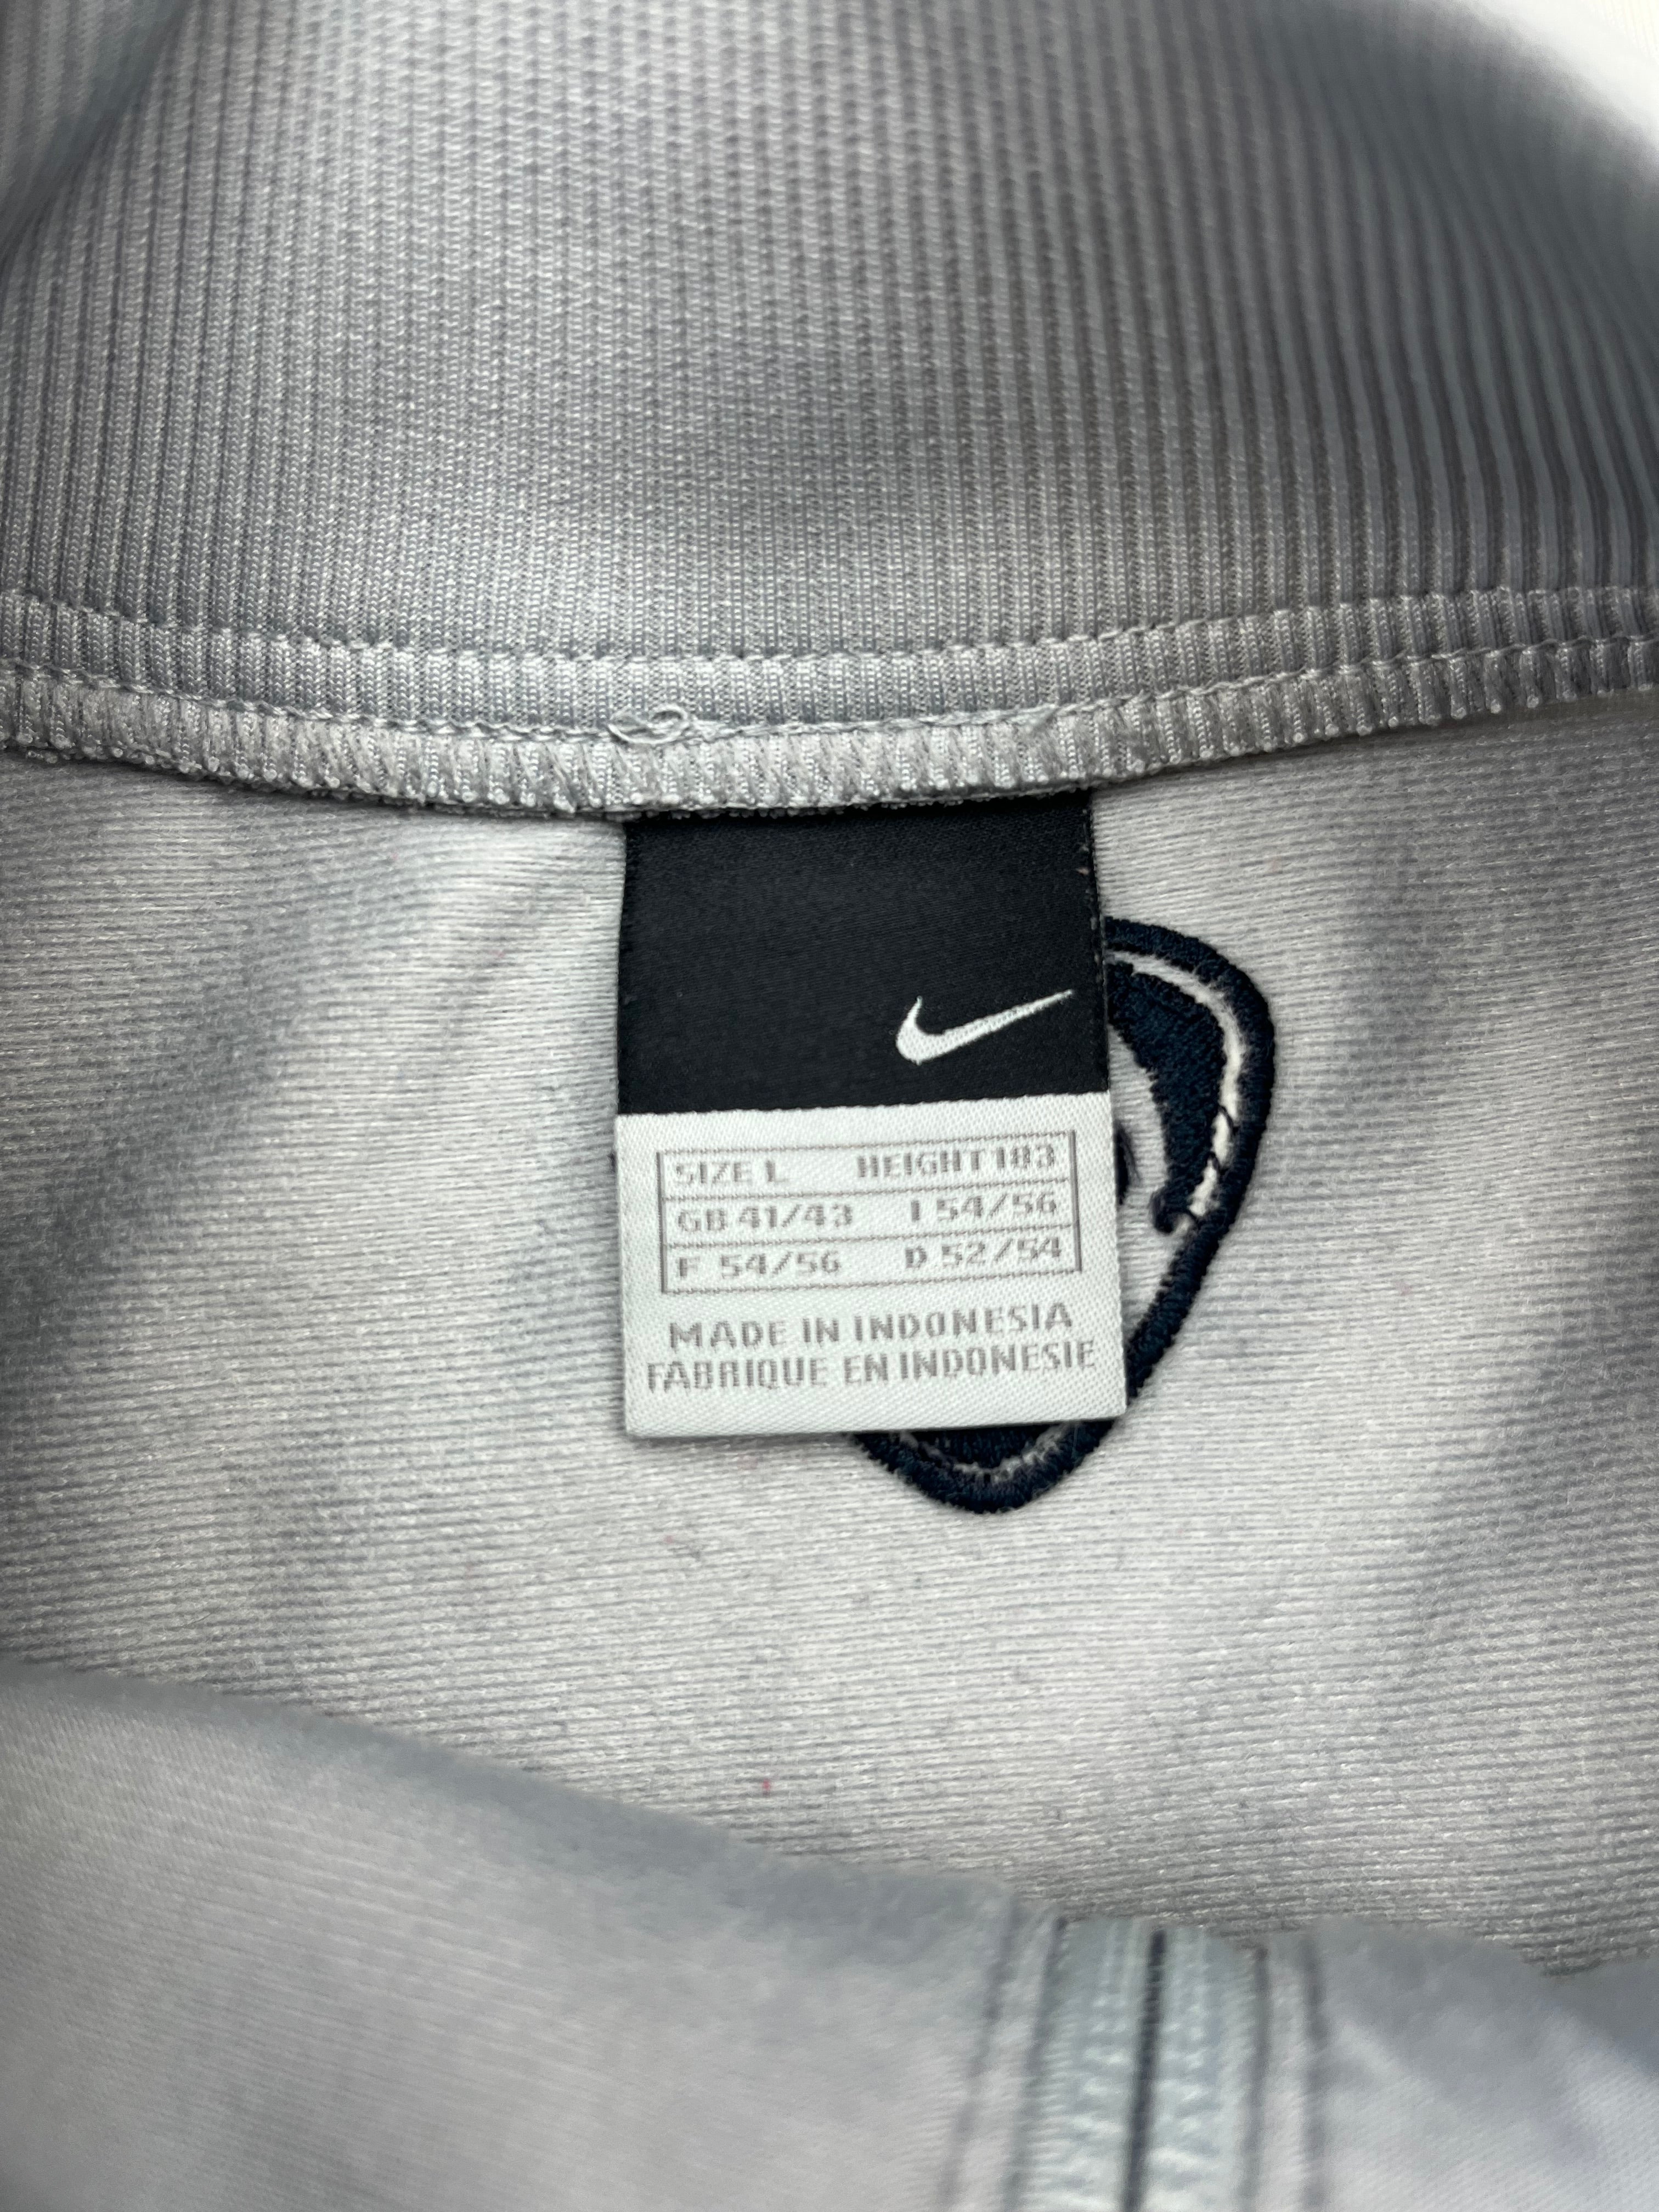 SIZE L HEIGHT 183
GB 41/43 I 54/56
F 54/56 D 52/54
MADE IN INDONESIA
FABRIQUE EN INDONESIE